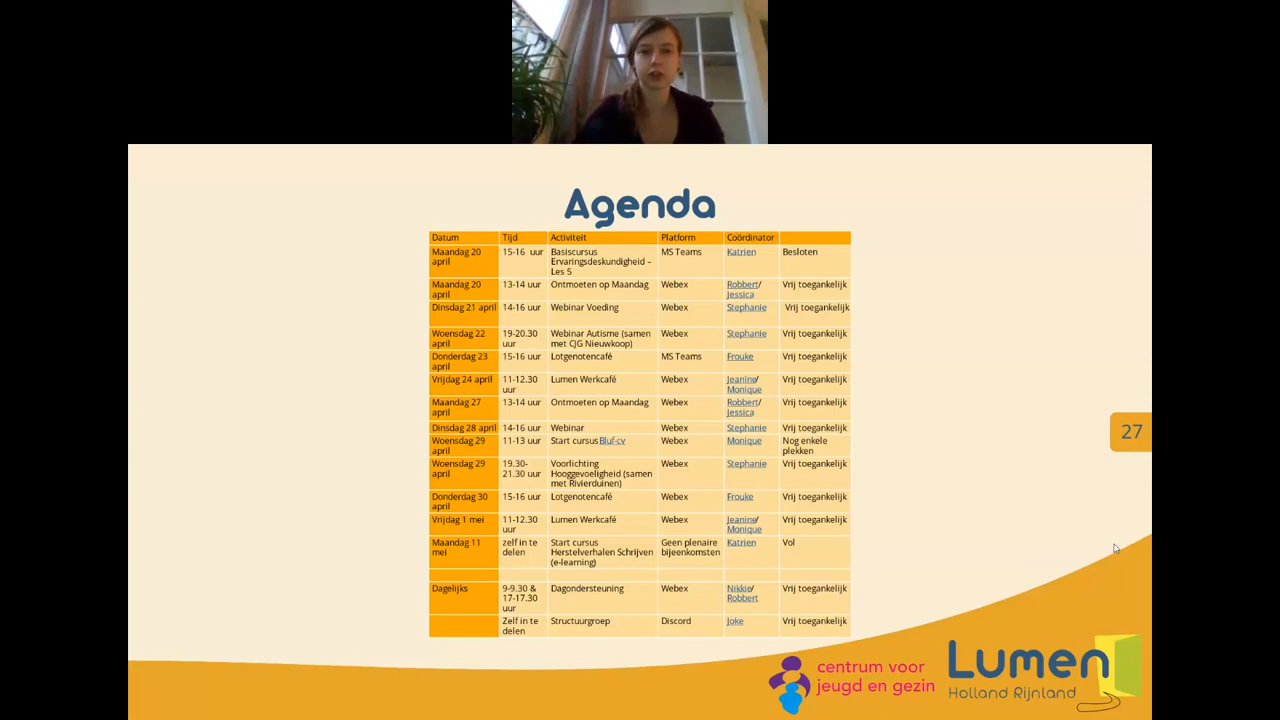 Agenda
Datum Tijd Activiteit Platform Coördinator
Maandag 20 april 15-16 uur Basiscursus Ervaringsdeskundigheid – Les 5 MS Teams Katrien Besloten
Maandag 20 april 13-14 uur Ontmoeten op Maandag Webex Robbert/ Jessica Vrij toegankelijk
Dinsdag 21 april 14-16 uur Webinar Voeding Webex Stephanie Vrij toegankelijk
Woensdag 22 april 19-20.30 uur Webinar Autisme (samen met CJG Nieuwkoop) Webex Stephanie Vrij toegankelijk
Donderdag 23 april 15-16 uur Lotgenotencafé MS Teams Frouke Vrij toegankelijk
Vrijdag 24 april 11-12.30 uur Lumen Werkcafé Webex Jeanine/ Monique Vrij toegankelijk
Maandag 27 april 13-14 uur Ontmoeten op Maandag Webex Robbert/ Jessica Vrij toegankelijk
Dinsdag 28 april 14-16 uur Webinar Webex Stephanie Vrij toegankelijk
Woensdag 29 april 11-13 uur Start cursus Bluf-cv Webex Monique Nog enkele plekken
Woensdag 29 april 19.30-21.30 uur Voorlichting Hooggevoeligheid (samen met Rivierduinen) Webex Stephanie Vrij toegankelijk
Donderdag 30 april 15-16 uur Lotgenotencafé Webex Frouke Vrij toegankelijk
Vrijdag 1 mei 11-12.30 uur Lumen Werkcafé Webex Jeanine/ Monique Vrij toegankelijk
Maandag 11 mei zelf in te delen Start cursus Herstelverhalen Schrijven (e-learning) Geen plenaire bijeenkomsten Katrien Vol
Dagelijks 9-9.30 & 17-17.30 uur Dagondersteuning Webex Nikkie/ Robbert Vrij toegankelijk
Zelf in te delen Structuurgroep Discord Joke Vrij toegankelijk
27
centrum voor
jeugd en gezin
Lumen
Holland Rijnland